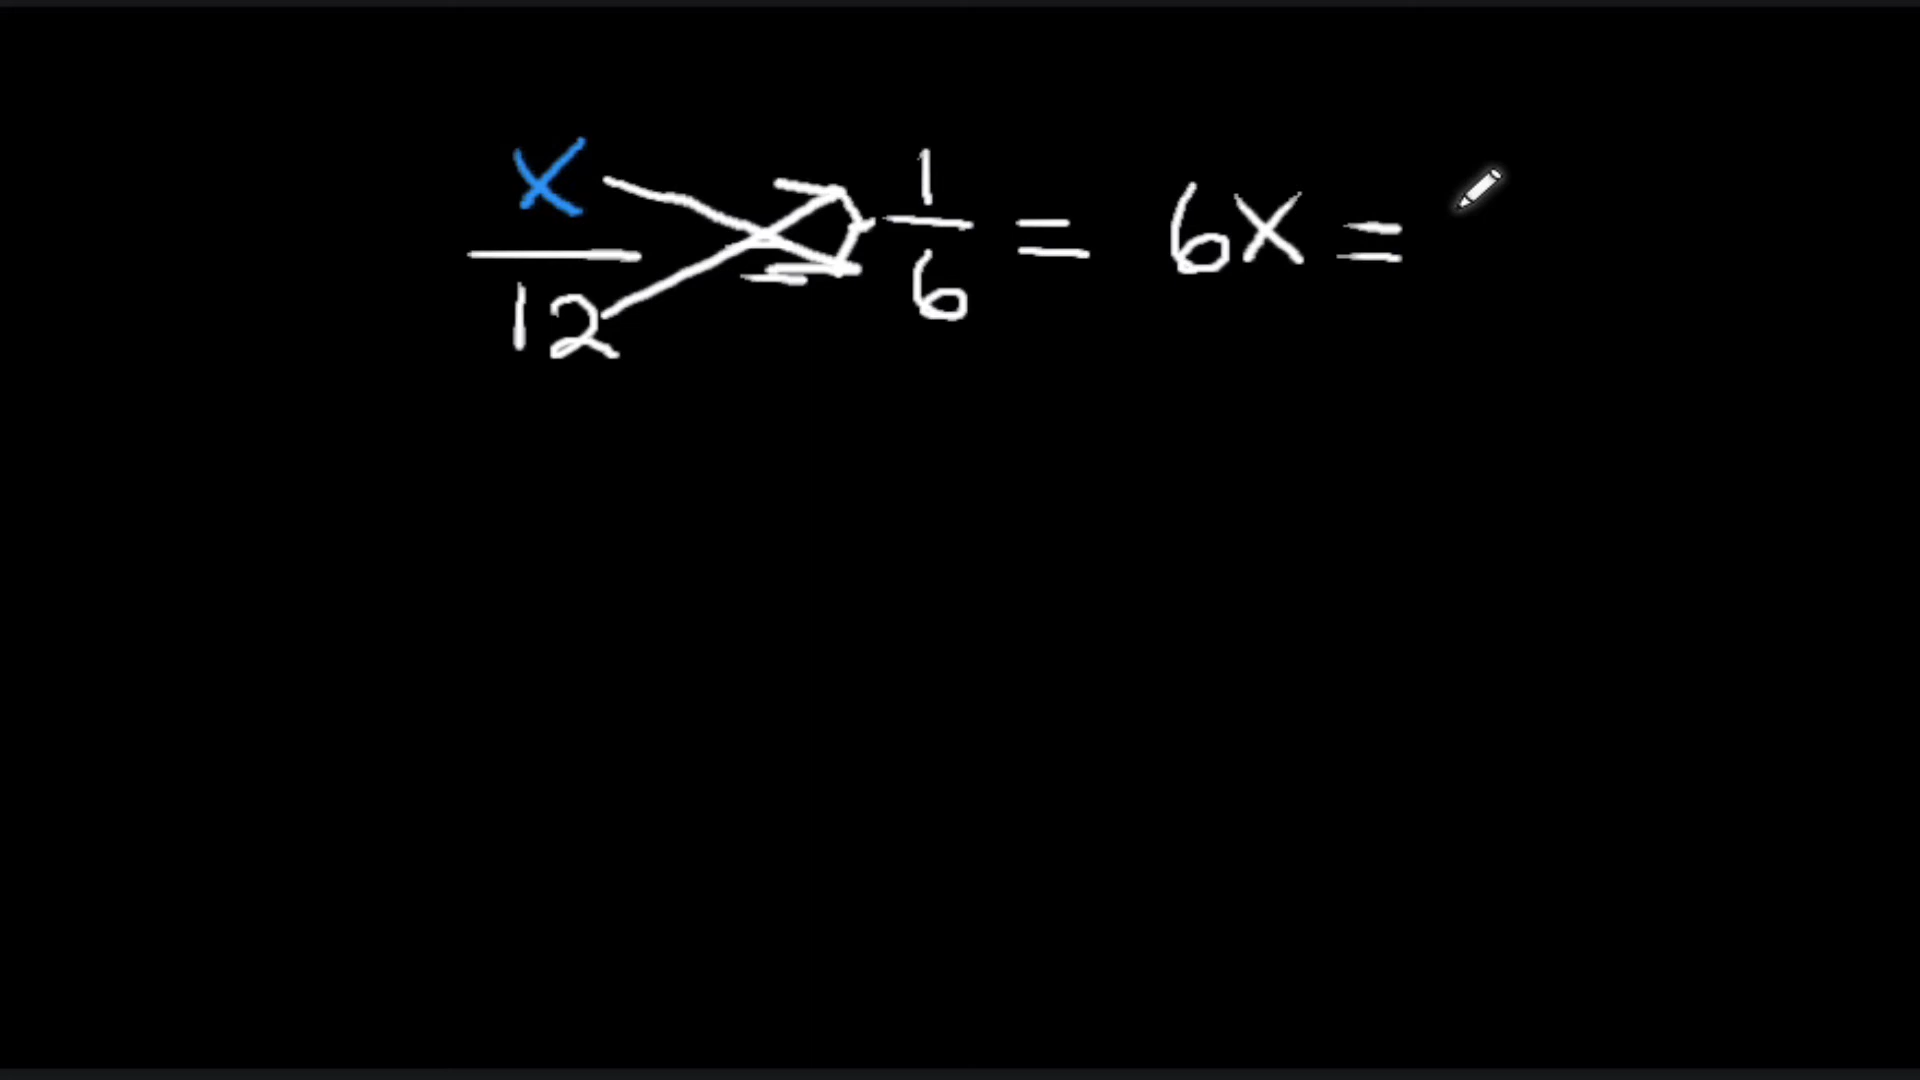 x/12 = 1/6 = 6x =